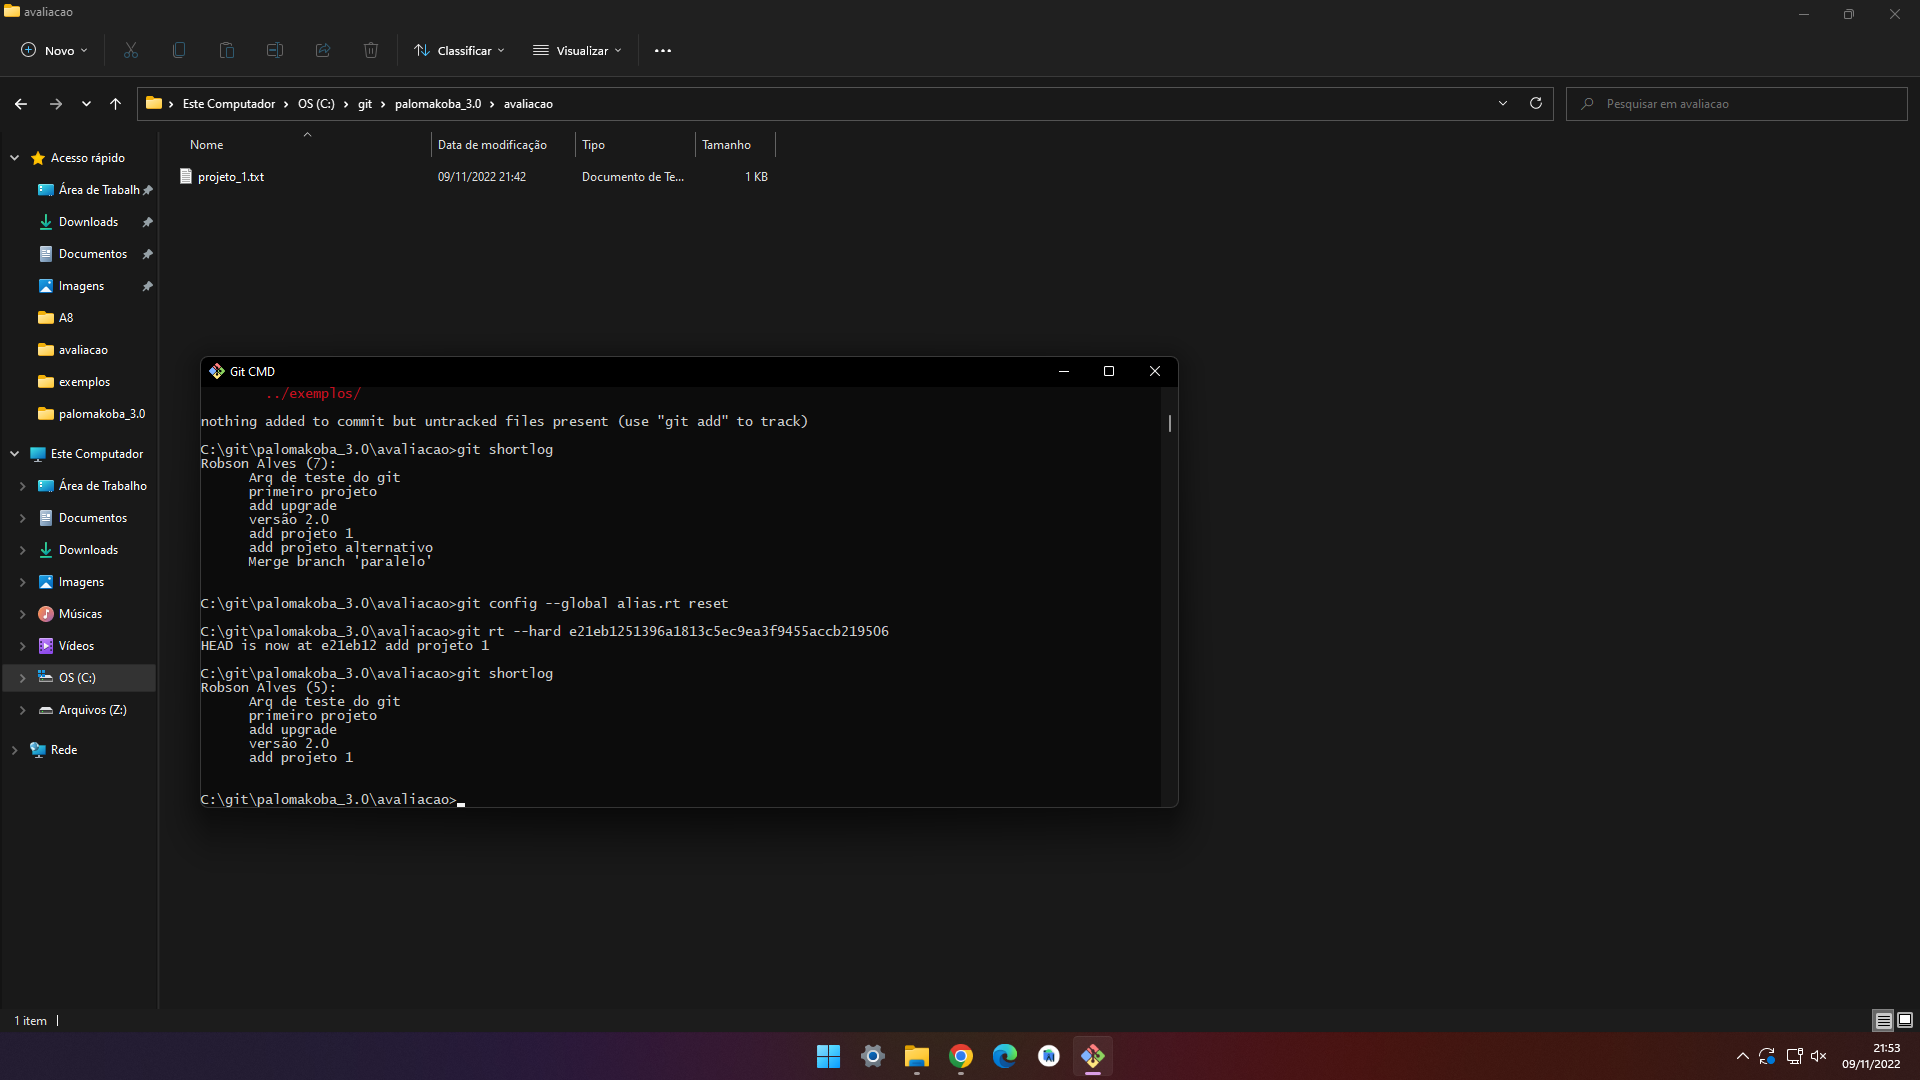 avaliacao
Novo
Classificar
Visualizar
Este Computador
OS (C:)
git
palomakoba_3.0
avaliacao
Pesquisar em avaliacao
Nome
Data de modificação
Tipo
Tamanho
projeto_1.txt
09/11/2022 21:42
Documento de Te...
1 KB
Acesso rápido
Área de Trabalh
Downloads
Documentos
Imagens
A8
avaliacao
exemplos
palomakoba_3.0
Este Computador
Área de Trabalho
Documentos
Downloads
Imagens
Músicas
Vídeos
OS (C:)
Arquivos (Z:)
Rede
Git CMD
../exemplos/
nothing added to commit but untracked files present (use "git add" to track)
C:\git\palomakoba_3.0\avaliacao>git shortlog
Robson Alves (7):
Arq de teste do git
primeiro projeto
add upgrade
versão 2.0
add projeto 1
add projeto alternativo
Merge branch 'paralelo'
C:\git\palomakoba_3.0\avaliacao>git config --global alias.rt reset
C:\git\palomakoba_3.0\avaliacao>git rt --hard e21eb1251396a1813c5ec9ea3f9455accb219506
HEAD is now at e21eb12 add projeto 1
C:\git\palomakoba_3.0\avaliacao>git shortlog
Robson Alves (5):
Arq de teste do git
primeiro projeto
add upgrade
versão 2.0
add projeto 1
C:\git\palomakoba_3.0\avaliacao>
1 item
21:53
09/11/2022